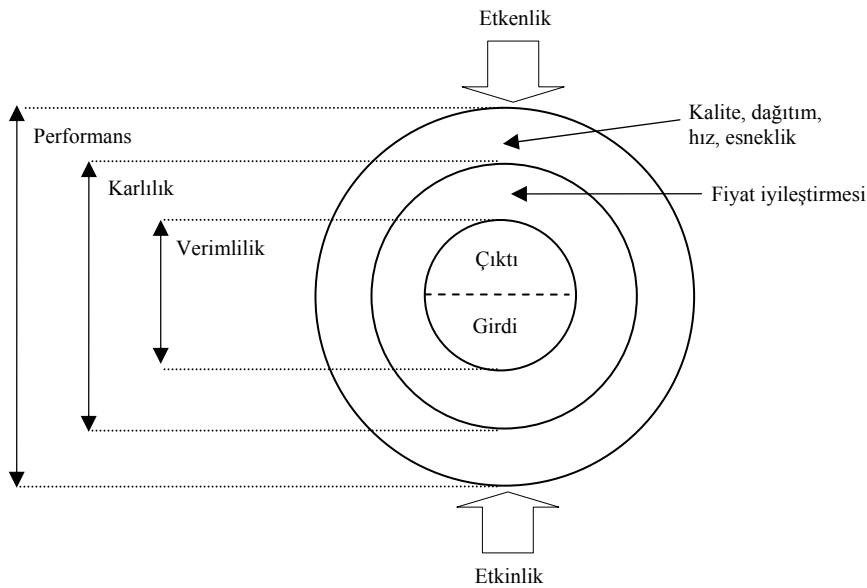 Etkenlik
Kalite, dağıtım,
hız, esneklik
Performans
Karlılık
Fiyat iyileştirmesi
Verimlilik
Çıktı
Girdi
Etkinlik